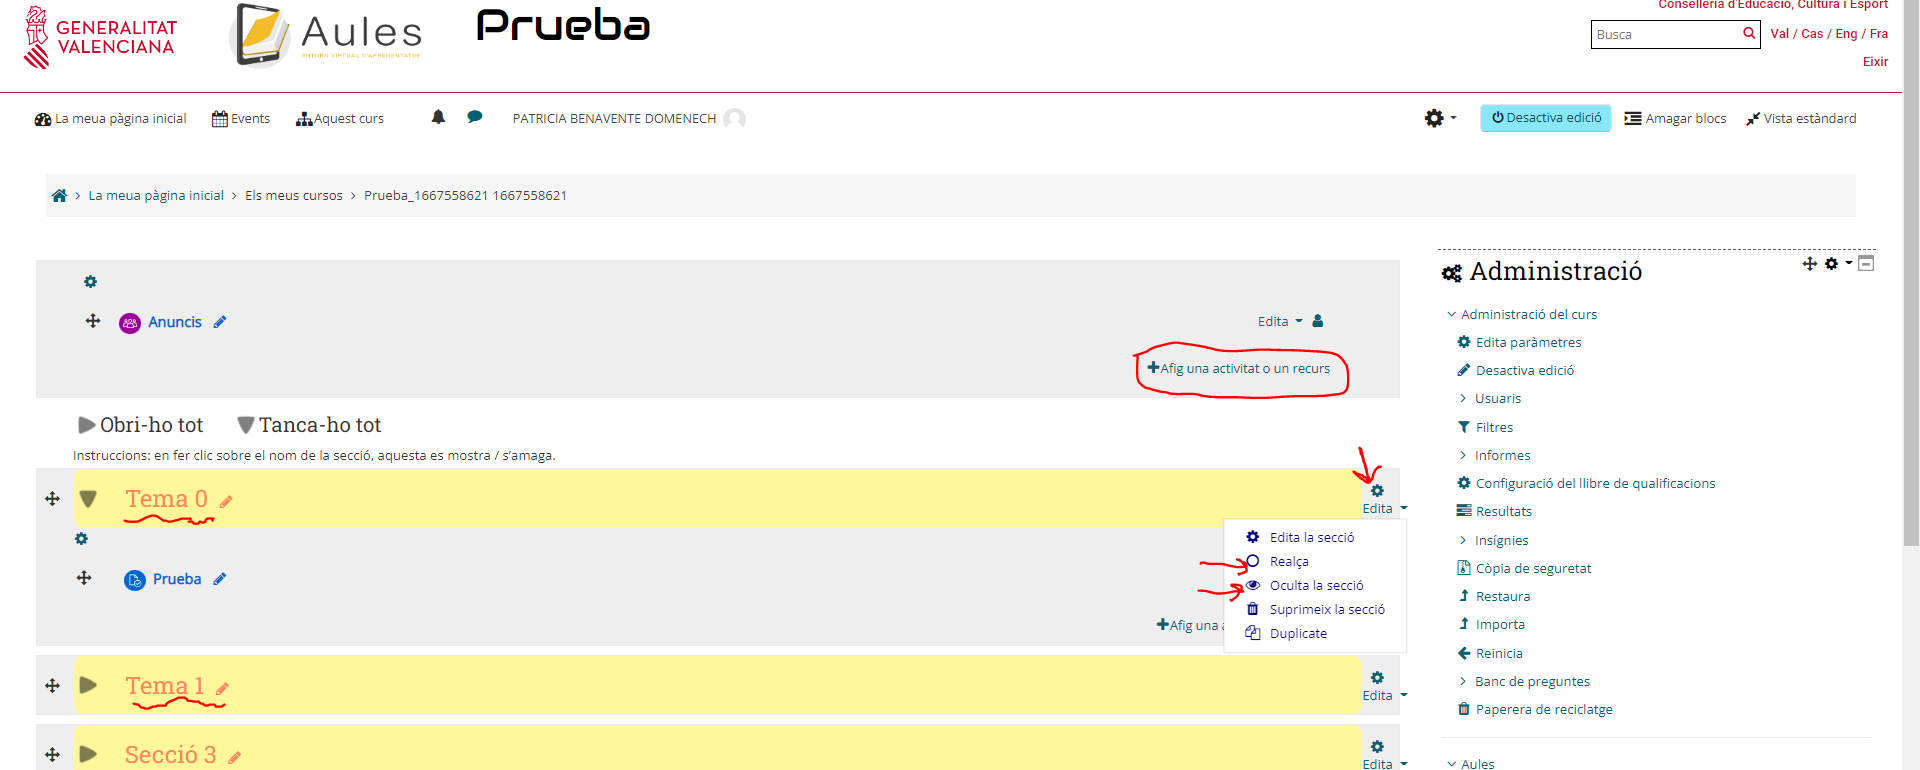 GENERALITAT
VALENCIANA
Aules
ENTORN VIRTUAL D'APRENENTATGE
Prueba
Conselleria d'Educació, Cultura i Esport
Busca
Val / Cas / Eng / Fra
Eixir
La meua pàgina inicial
Events
Aquest curs
PATRICIA BENAVENTE DOMENECH
Desactiva edició
Amagar blocs
Vista estàndard
La meua pàgina inicial > Els meus cursos > Prueba_1667558621 1667558621
Anuncis
Edita
+Afig una activitat o un recurs
Obri-ho tot
Tanca-ho tot
Instruccions: en fer clic sobre el nom de la secció, aquesta es mostra / s'amaga.
Tema 0
Edita
Edita la secció
Realça
Oculta la secció
Suprimeix la secció
Duplicate
Prueba
+Afig una a
Tema 1
Edita
Secció 3
Edita
Administració
Administració del curs
Edita paràmetres
Desactiva edició
Usuaris
Filtres
Informes
Configuració del llibre de qualificacions
Resultats
Insígnies
Còpia de seguretat
Restaura
Importa
Reinicia
Banc de preguntes
Paperera de reciclatge
Aules